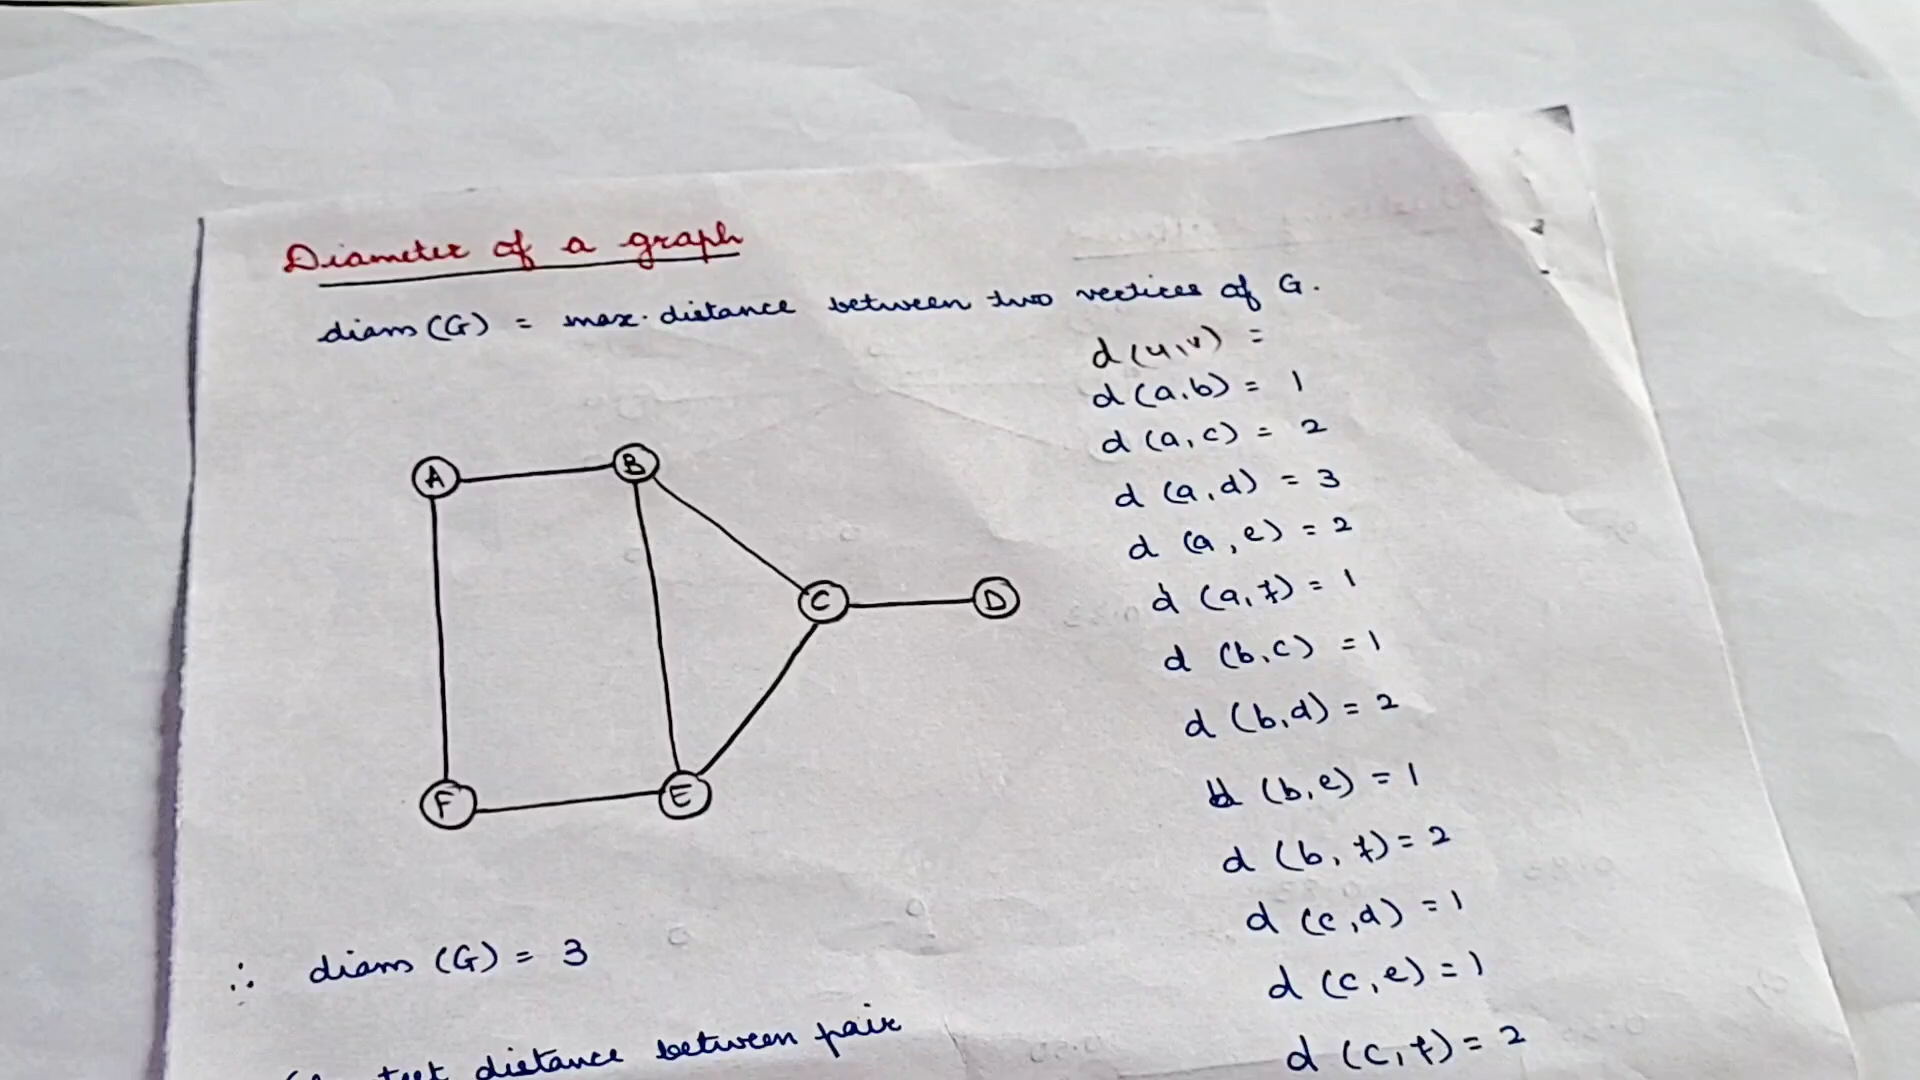 Diameter of a graph
diam (G) = max. distance between two vertices of G.
d (u,v) =
d (a,b) = 1
d (a,c) = 2
d (a,d) = 3
d (a,e) = 2
d (a,f) = 1
d (b,c) = 1
d (b,d) = 2
d (b,e) = 1
d (b,f) = 2
d (c,d) = 1
d (c,e) = 1
d (c,f) = 2
A
B
C
D
F
E
∴ diam (G) = 3
distance between pair